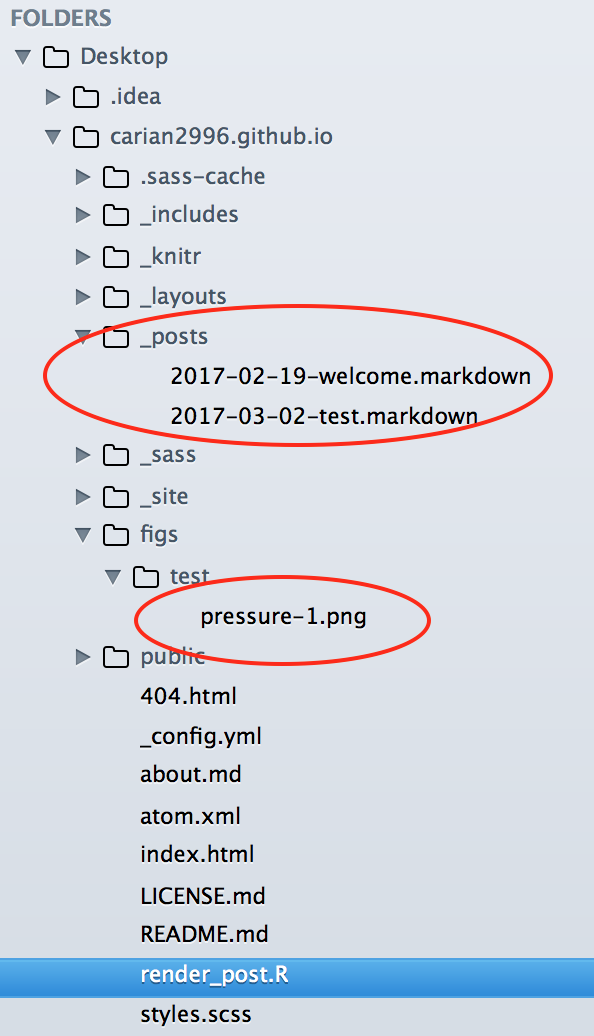 FOLDERS
Desktop
.idea
carian2996.github.io
.sass-cache
_includes
_knitr
_layouts
_posts
2017-02-19-welcome.markdown
2017-03-02-test.markdown
_sass
_site
figs
test
pressure-1.png
public
404.html
_config.yml
about.md
atom.xml
index.html
LICENSE.md
README.md
render_post.R
styles.scss